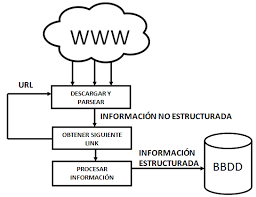 WWW
URL
DESCARGAR Y
PARSEAR
INFORMACIÓN NO ESTRUCTURADA
OBTENER SIGUIENTE
LINK
INFORMACIÓN
ESTRUCTURADA
PROCESAR
INFORMACIÓN
BBDD